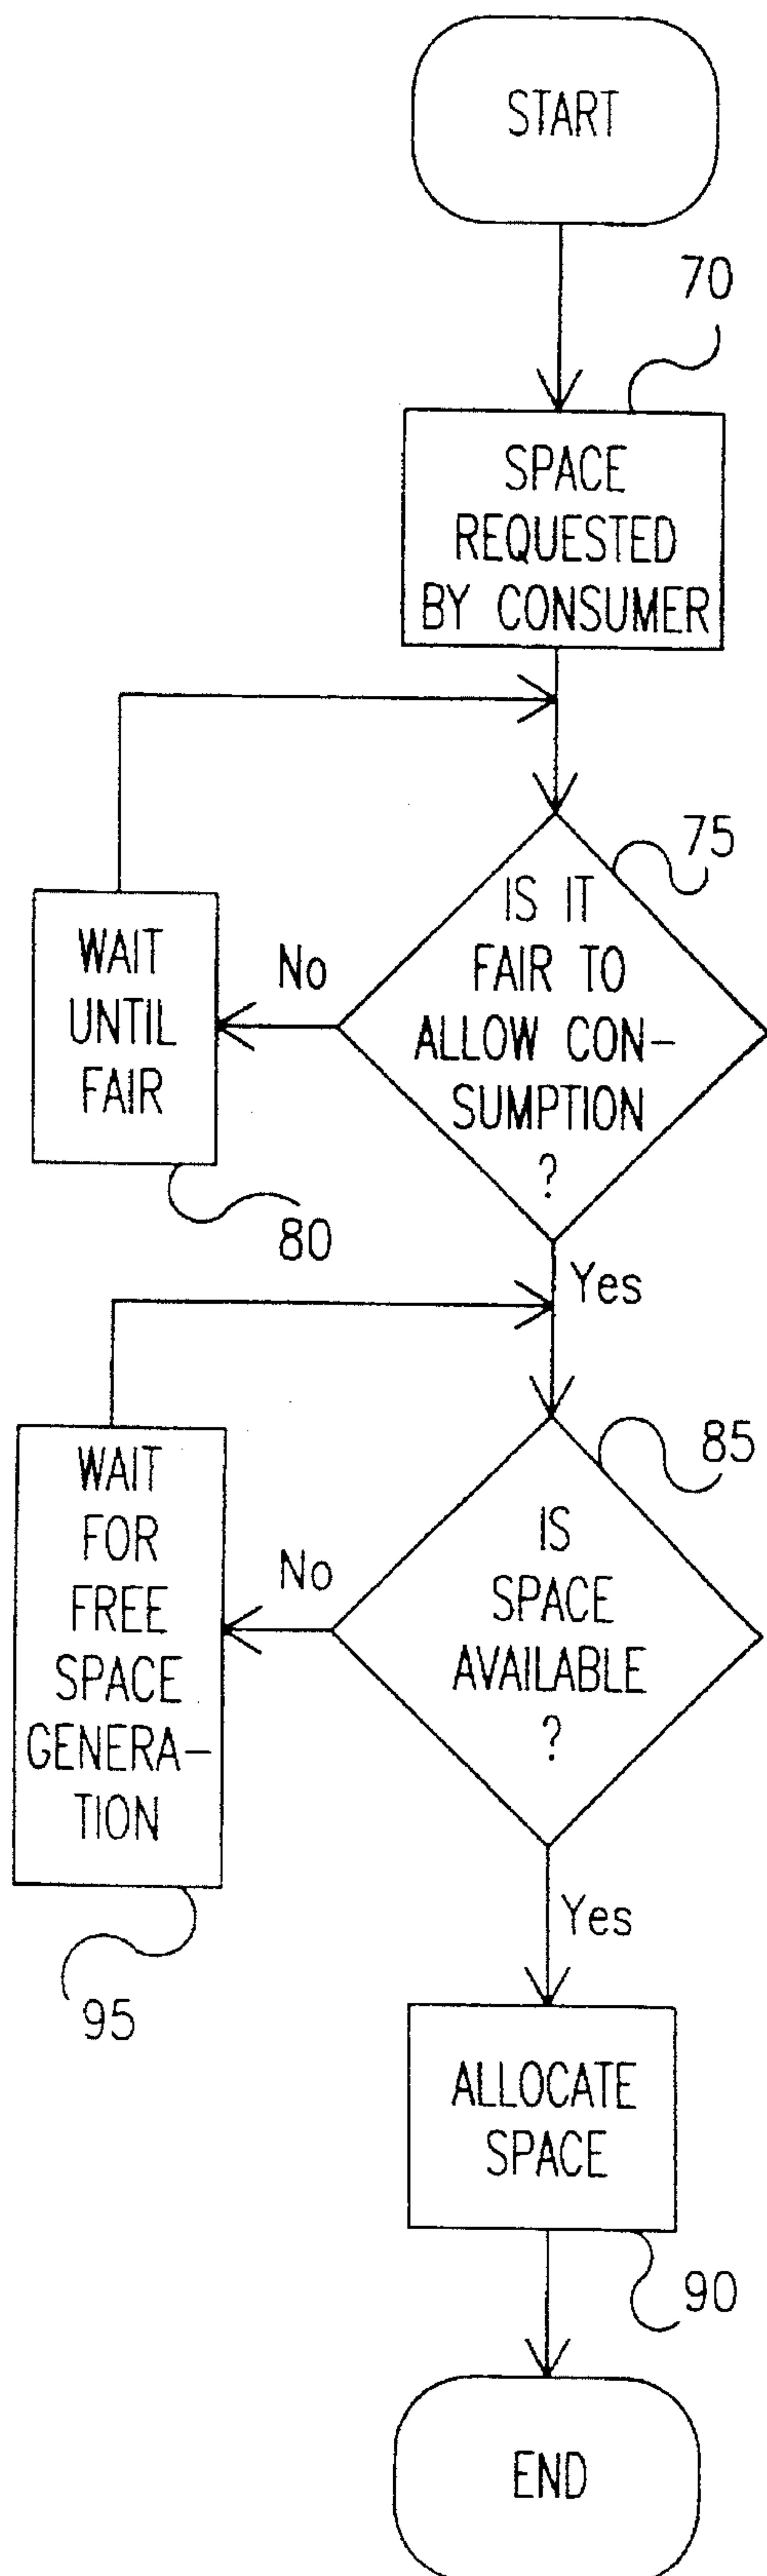 START
70
SPACE
REQUESTED
BY CONSUMER
75
IS IT
FAIR TO
ALLOW CON-
SUMPTION
?
No
WAIT
UNTIL
FAIR
80
Yes
85
IS
SPACE
AVAILABLE
?
No
WAIT
FOR
FREE
SPACE
GENERA-
TION
95
Yes
ALLOCATE
SPACE
90
END